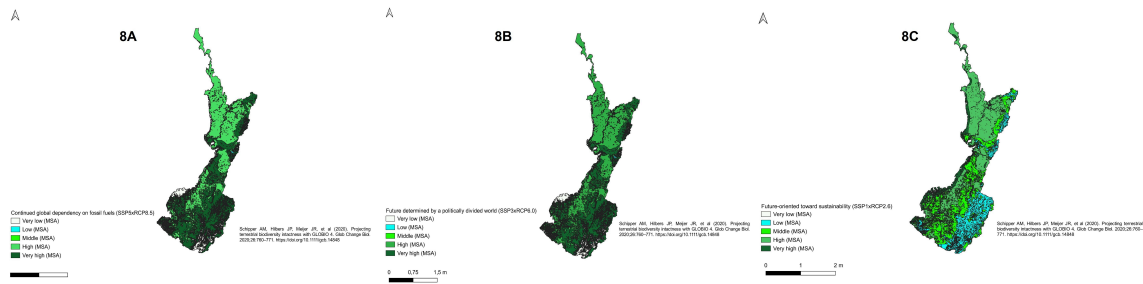 8A
Continued global dependency on fossil fuels (SSP5xRCP8.5)
Very low (MSA)
Low (MSA)
Middle (MSA)
High (MSA)
Very high (MSA)
Schipper AM, Hilbers JP, Meijer JR, et al (2020). Projecting
terrestrial biodiversity intactness with GLOBIO 4. Glob Change Biol.
2020;26:760–771. https://doi.org/10.1111/gcb.14848
8B
Future determined by a politically divided world (SSP3xRCP6.0)
Very low (MSA)
Low (MSA)
Middle (MSA)
High (MSA)
Very high (MSA)
0 0,75 1,5 m
Schipper AM, Hilbers JP, Meijer JR, et al (2020). Projecting
terrestrial biodiversity intactness with GLOBIO 4. Glob Change Biol.
2020;26:760–771. https://doi.org/10.1111/gcb.14848
8C
Future-oriented toward sustainability (SSP1xRCP2.6)
Very low (MSA)
Low (MSA)
Middle (MSA)
High (MSA)
Very high (MSA)
0 1 2 m
Schipper AM, Hilbers JP, Meijer JR, et al (2020). Projecting terrestrial
biodiversity intactness with GLOBIO 4. Glob Change Biol. 2020;26:760–
771. https://doi.org/10.1111/gcb.14848